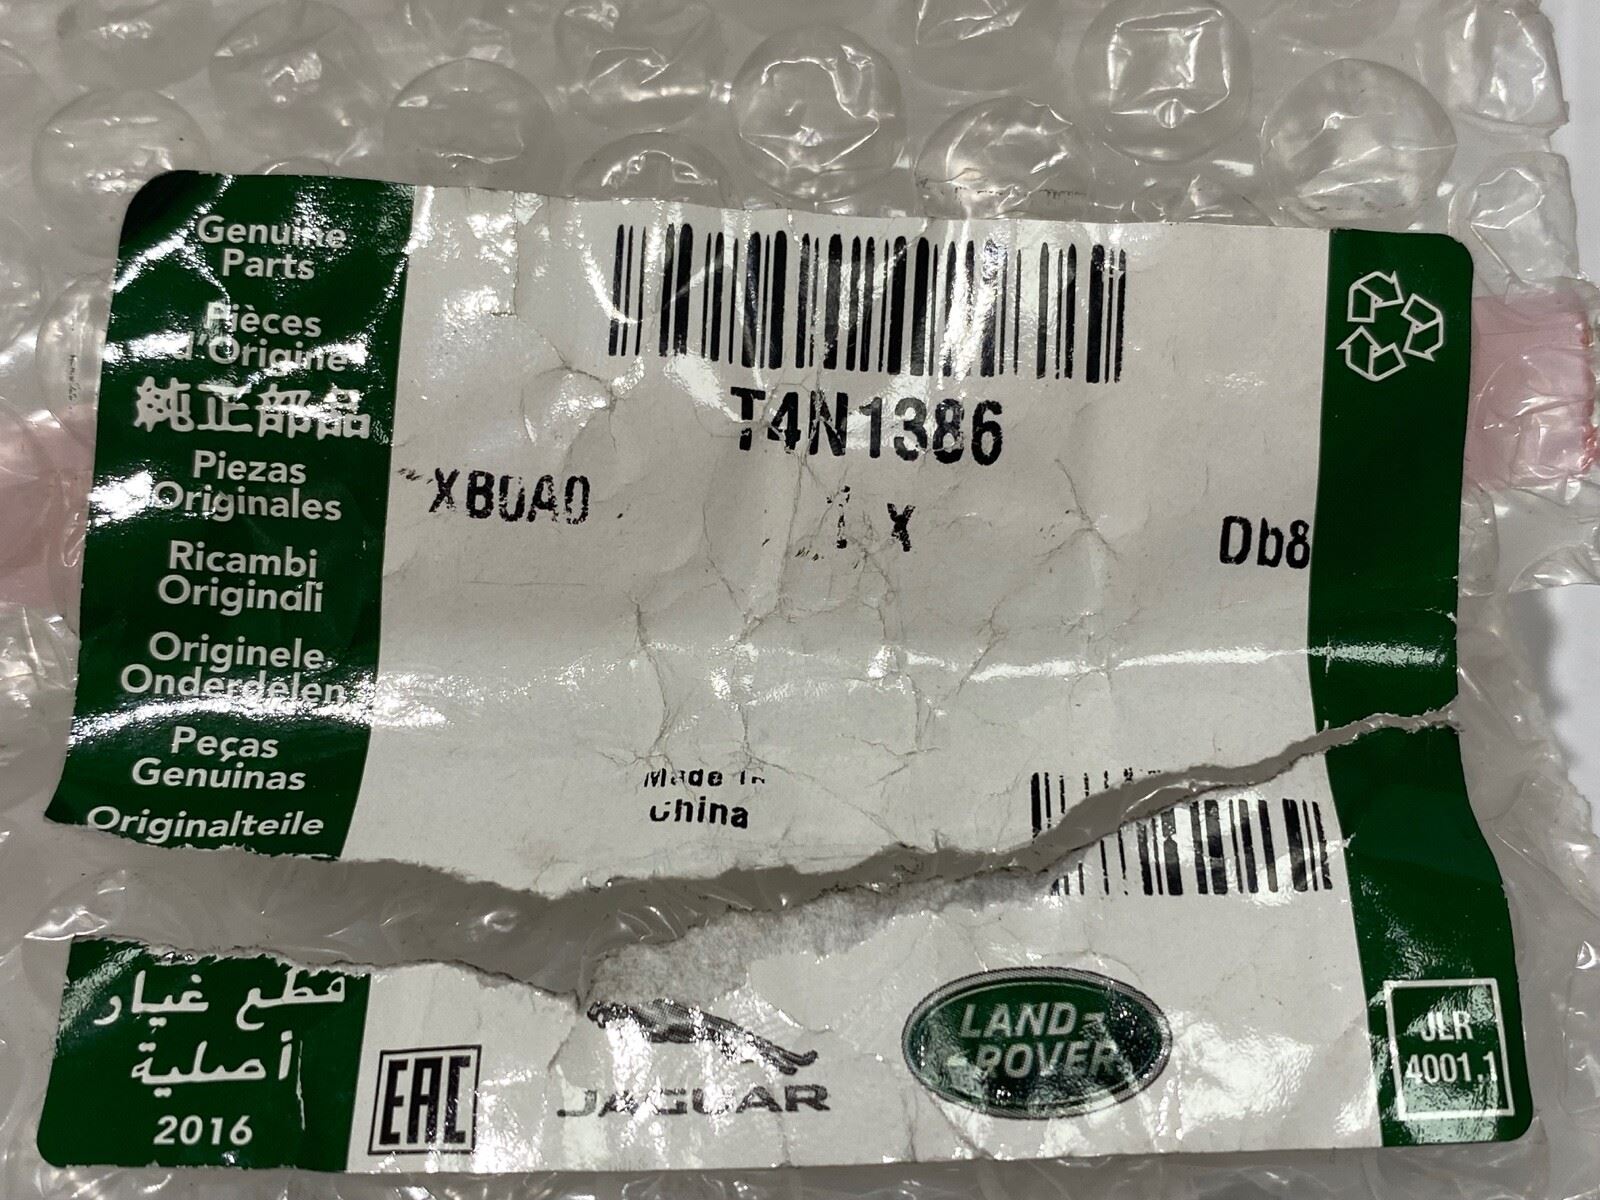 Genuine
Parts
Pièces
d'Origine
純正部品
Piezas
Originales
Ricambi
Originali
Originele
Onderdelen
Peças
Genuinas
Originalteile
قطع غيار
أصلية
2016
T4N1386
XB0A0 1 X Db8
Made in
China
EAC
JAGUAR
LAND-
-ROVER
JLR
4001.1